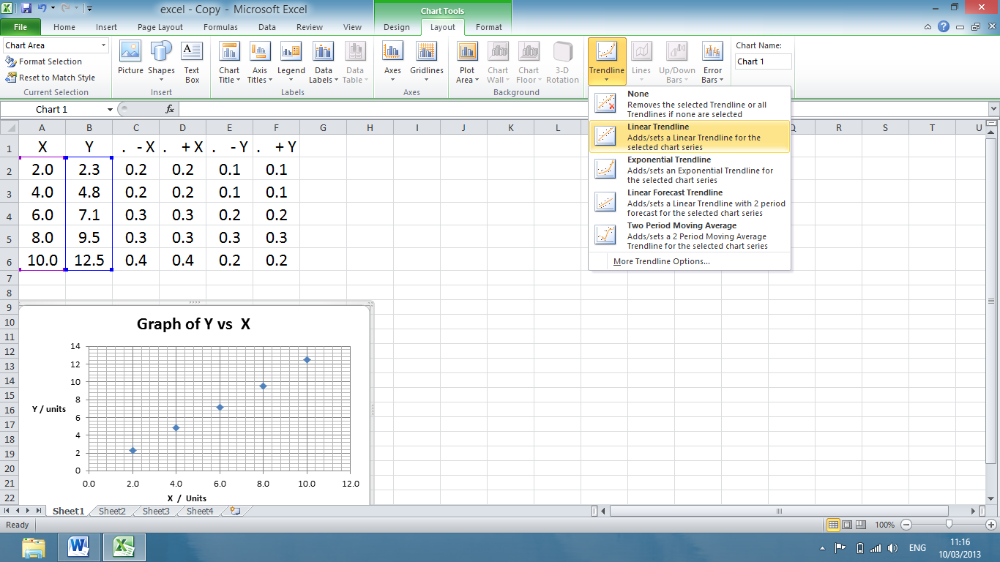 excel - Copy - Microsoft Excel
Chart Tools
File Home Insert Page Layout Formulas Data Review View Design Layout Format
Chart Area
Format Selection
Reset to Match Style
Current Selection
Picture Shapes Text Box
Insert
Chart Title Axis Titles Legend Data Labels Data Table
Labels
Axes Gridlines
Axes
Plot Area Chart Wall Chart Floor 3-D Rotation
Background
Trendline Lines Up/Down Bars Error Bars
Chart Name:
Chart 1
None
Removes the selected Trendline or all
Trendlines if none are selected
Linear Trendline
Adds/sets a Linear Trendline for the
selected chart series
Exponential Trendline
Adds/sets an Exponential Trendline for
the selected chart series
Linear Forecast Trendline
Adds/sets a Linear Trendline with 2 period
forecast for the selected chart series
Two Period Moving Average
Adds/sets a 2 Period Moving Average
Trendline for the selected chart series
More Trendline Options...
Chart 1 fx
A B C D E F G H I J K L Q R S T U
1 X Y . - X . + X . - Y . + Y
2 2.0 2.3 0.2 0.2 0.1 0.1
3 4.0 4.8 0.2 0.2 0.1 0.1
4 6.0 7.1 0.3 0.3 0.2 0.2
5 8.0 9.5 0.3 0.3 0.3 0.3
6 10.0 12.5 0.4 0.4 0.2 0.2
7
8
9
10
11
12
13
14
15
16
17
18
19
20
21
22
Graph of Y vs X
14
12
10
8
6
4
2
0
Y / units
0.0 2.0 4.0 6.0 8.0 10.0 12.0
X / Units
Sheet1 Sheet2 Sheet3 Sheet4
Ready
100%
ENG
11:16
10/03/2013